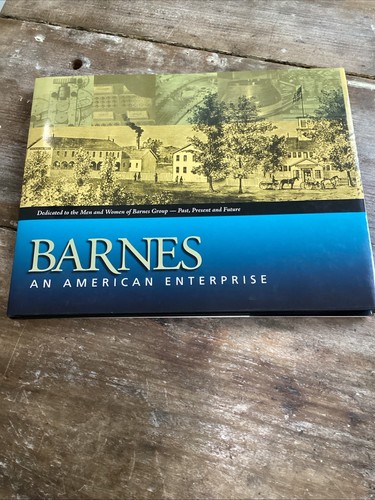 Dedicated to the Men and Women of Barnes Group — Past, Present and Future
BARNES
AN AMERICAN ENTERPRISE